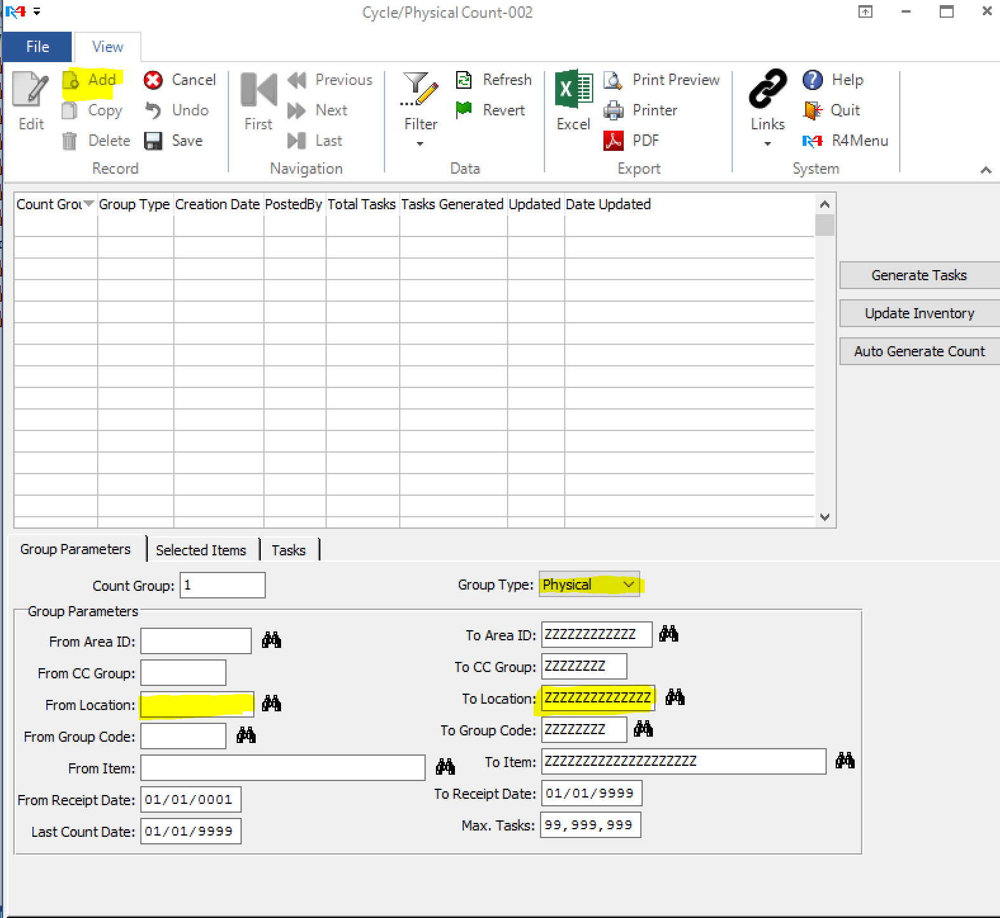 R4 Cycle/Physical Count-002
File View
Add Cancel Previous Refresh Print Preview Help
Copy Undo Next Revert Printer Quit
Edit First Filter Excel Links
Delete Save Last PDF R4Menu
Record Navigation Data Export System
Count Grou Group Type Creation Date PostedBy Total Tasks Tasks Generated Updated Date Updated
Generate Tasks
Update Inventory
Auto Generate Count
Group Parameters Selected Items Tasks
Count Group: 1 Group Type: Physical
Group Parameters
From Area ID: To Area ID: ZZZZZZZZZZZZ
From CC Group: To CC Group: ZZZZZZZZ
From Location: To Location: ZZZZZZZZZZZZZZ
From Group Code: To Group Code: ZZZZZZZZ
From Item: To Item: ZZZZZZZZZZZZZZZZZZZZ
From Receipt Date: 01/01/0001 To Receipt Date: 01/01/9999
Last Count Date: 01/01/9999 Max. Tasks: 99,999,999